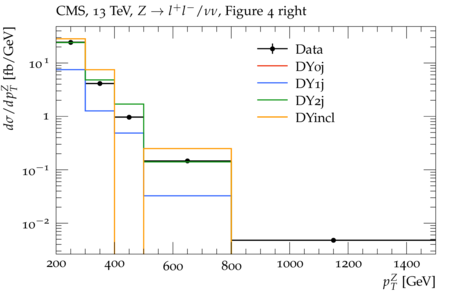 CMS, 13 TeV, Z → l⁺l⁻/νν, Figure 4 right
dσ/dp_T^Z [fb/GeV]
10¹
1
10⁻¹
10⁻²
Data
DY0j
DY1j
DY2j
DYincl
200 400 600 800 1000 1200 1400
p_T^Z [GeV]